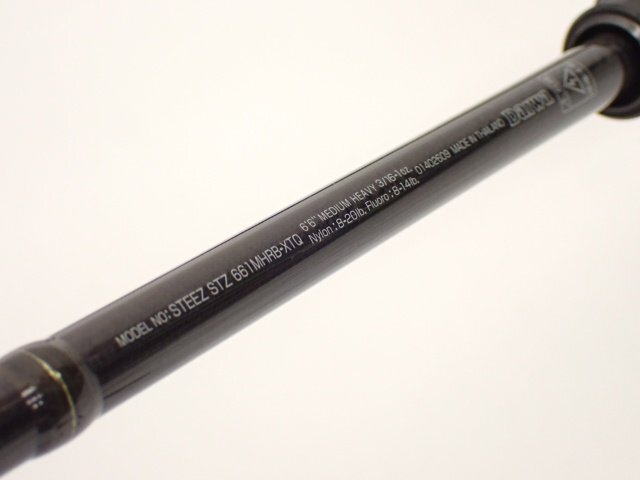 MODEL NO: STEEZ STZ 661MHRB-XTQ 6'6" MEDIUM HEAVY 3/16-1oz.
Nylon:8-20lb. Fluoro:8-14lb. 01402609 MADE IN THAILAND
DAIWA